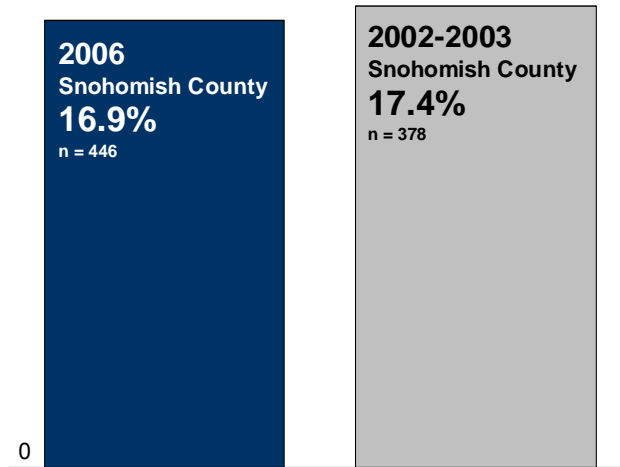 2006
Snohomish County
16.9%
n = 446
2002-2003
Snohomish County
17.4%
n = 378
0